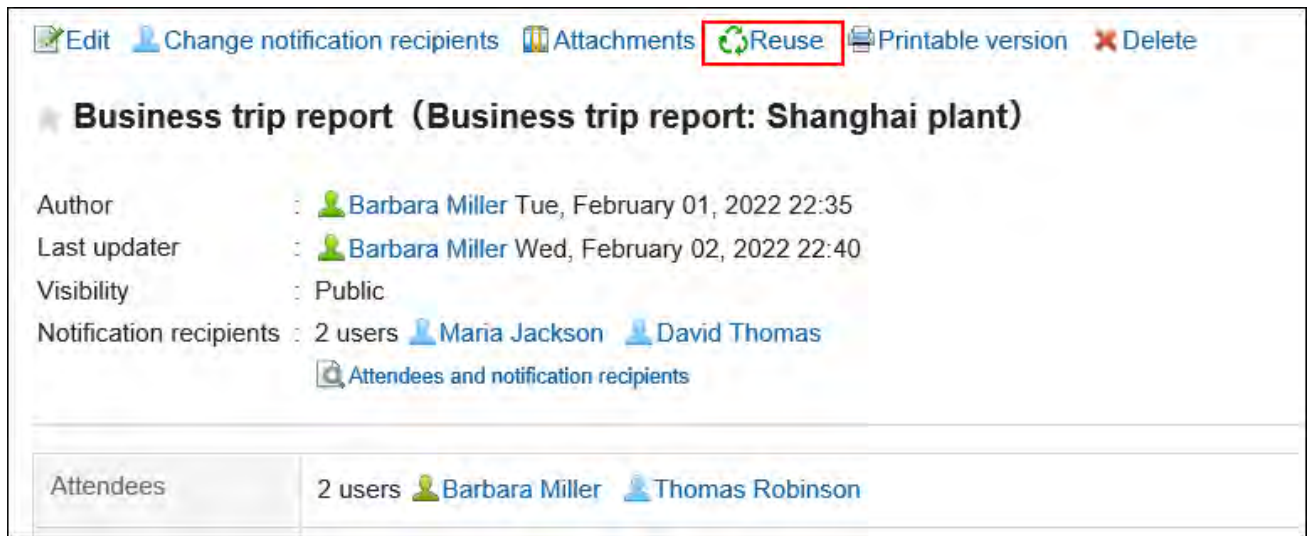 Edit Change notification recipients Attachments Reuse Printable version Delete
Business trip report（Business trip report: Shanghai plant）
Author : Barbara Miller Tue, February 01, 2022 22:35
Last updater : Barbara Miller Wed, February 02, 2022 22:40
Visibility : Public
Notification recipients : 2 users Maria Jackson David Thomas
Attendees and notification recipients
Attendees 2 users Barbara Miller Thomas Robinson